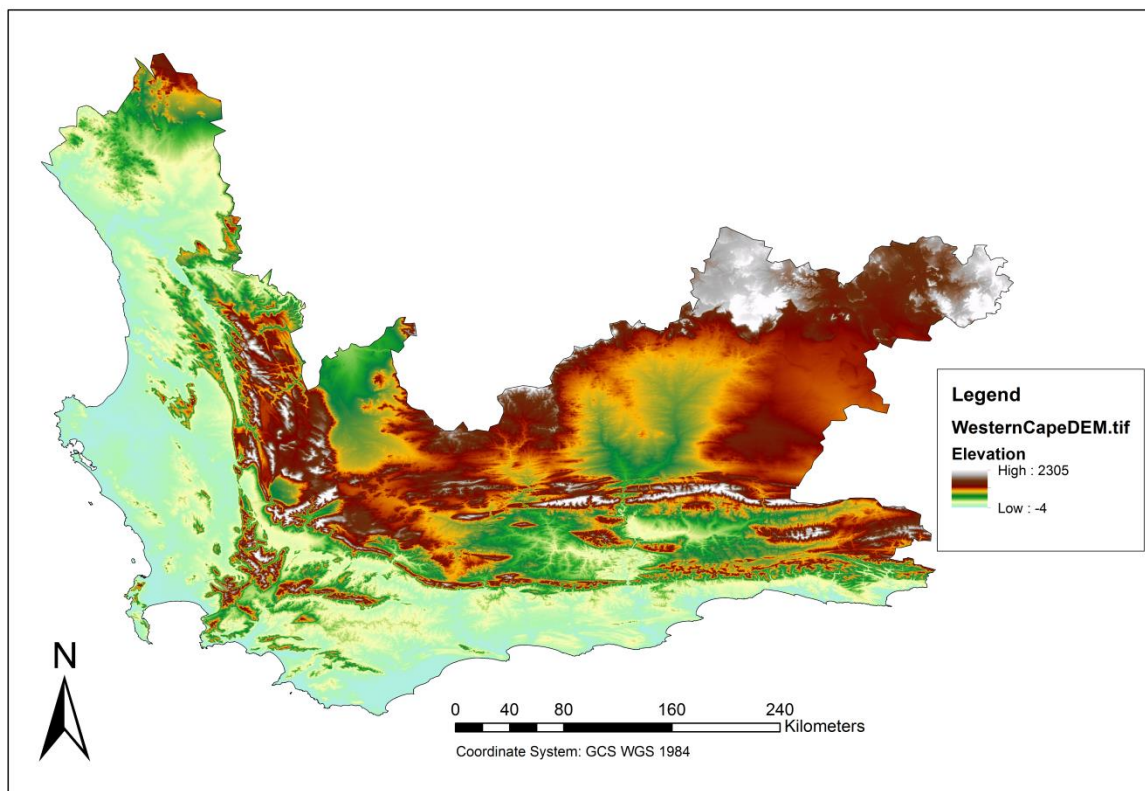 Legend
WesternCapeDEM.tif
Elevation
High : 2305
Low : -4
N
0 40 80 160 240
Kilometers
Coordinate System: GCS WGS 1984